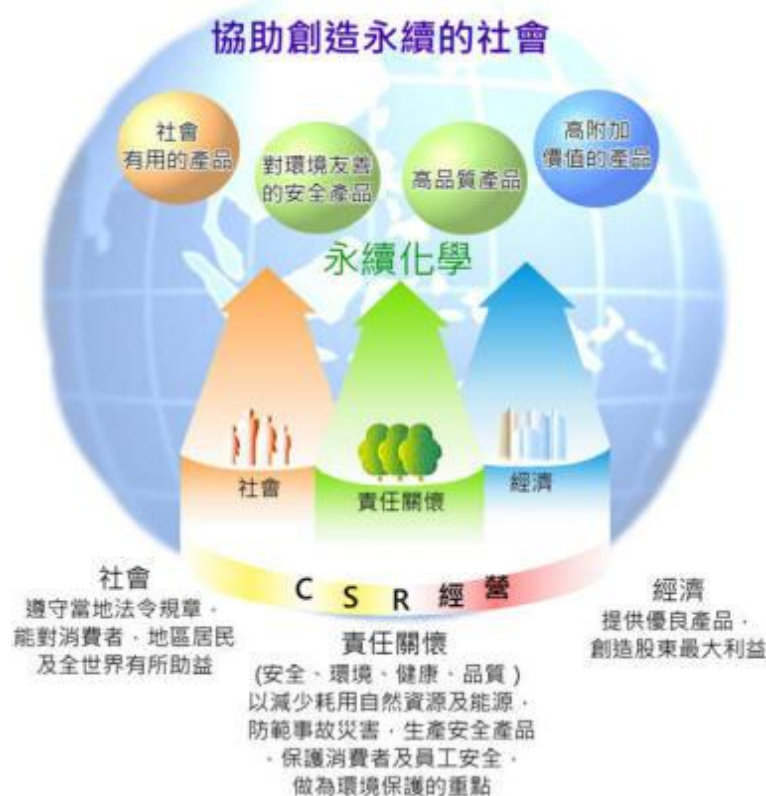 協助創造永續的社會
社會
有用的產品
對環境友善
的安全產品
高品質產品
高附加
價值的產品
永續化學
社會
責任關懷
經濟
CSR經營
社會
遵守當地法令規章，
能對消費者，地區居民
及全世界有所助益
責任關懷
(安全、環境、健康、品質)
以減少耗用自然資源及能源，
防範事故災害，生產安全產品
，保護消費者及員工安全，
做為環境保護的重點
經濟
提供優良產品，
創造股東最大利益